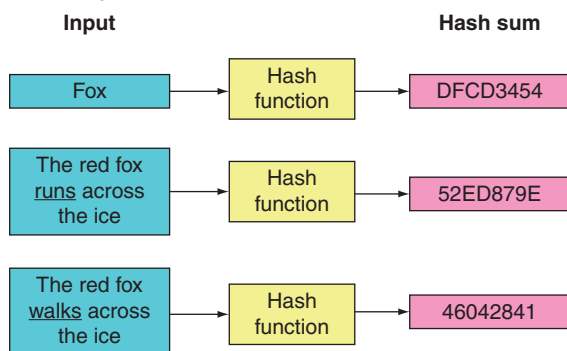 Input
Hash sum
Fox
Hash
function
DFCD3454
The red fox
runs across
the ice
Hash
function
52ED879E
The red fox
walks across
the ice
Hash
function
46042841